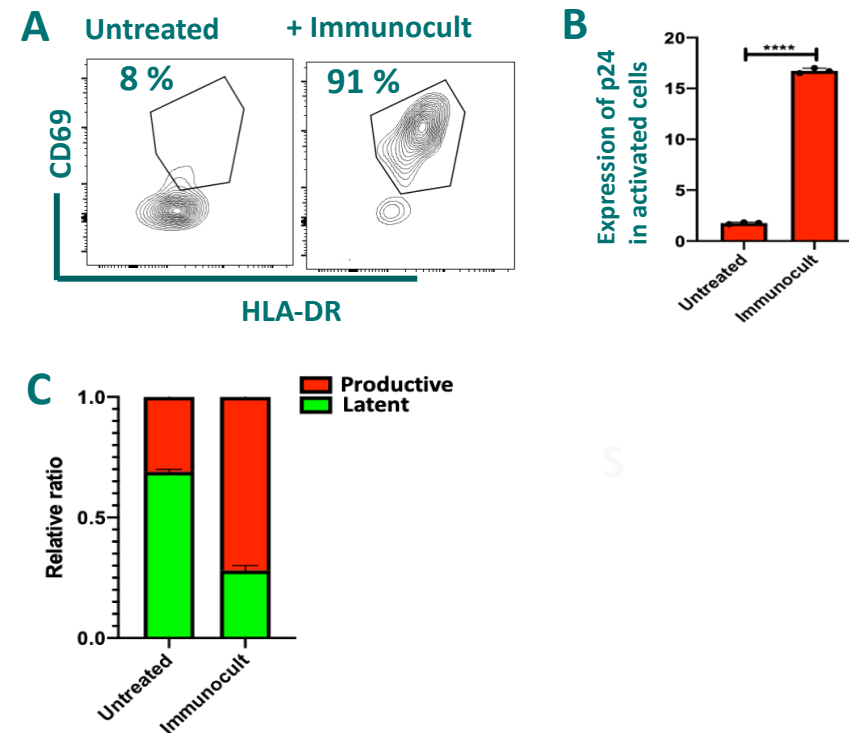 A
Untreated
+ Immunocult
8 %
91 %
CD69
HLA-DR
B
Expression of p24
in activated cells
20
15
10
5
0
****
Untreated
Immunocult
C
Productive
Latent
Relative ratio
1.0
0.5
0.0
Untreated
Immunocult
S